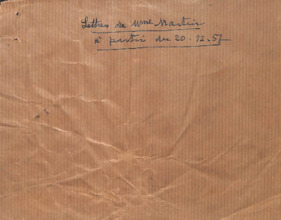 Lettres de Mme Martin
à partir du 20.12.57